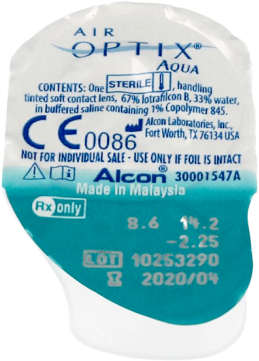 AIR
OPTIX®
AQUA
CONTENTS: One STERILE, handling
tinted soft contact lens, 67% lotrafilcon B, 33% water,
in buffered saline containing 1% Copolymer 845.
CE 0086 Alcon Laboratories, Inc.,
Fort Worth, TX 76134 USA
NOT FOR INDIVIDUAL SALE - USE ONLY IF FOIL IS INTACT
Alcon® 30001547A
Made in Malaysia
Rx only
8.6 14.2
-2.25
LOT 10253290
2020/04